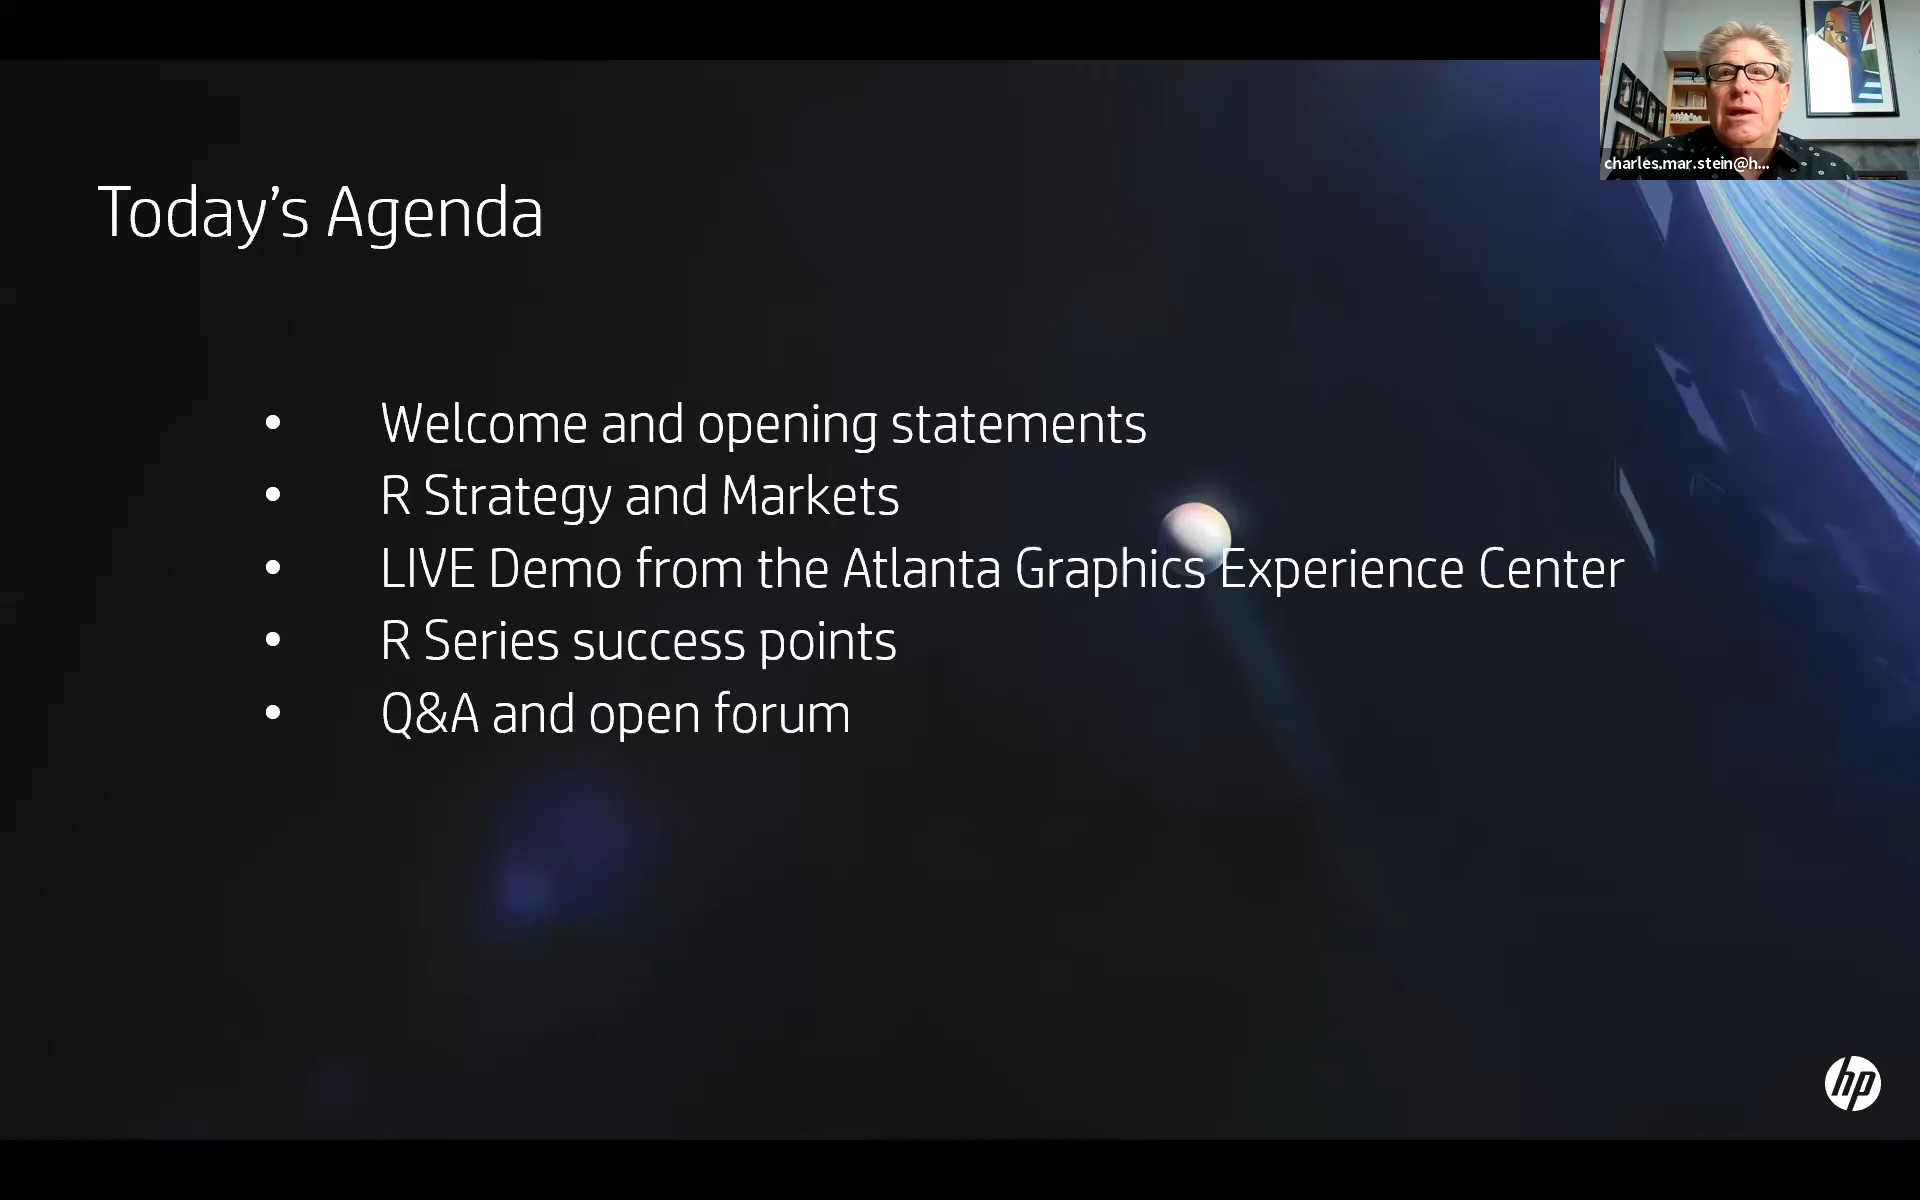 charles.mar.stein@h...
Today's Agenda
• Welcome and opening statements
• R Strategy and Markets
• LIVE Demo from the Atlanta Graphics Experience Center
• R Series success points
• Q&A and open forum
hp